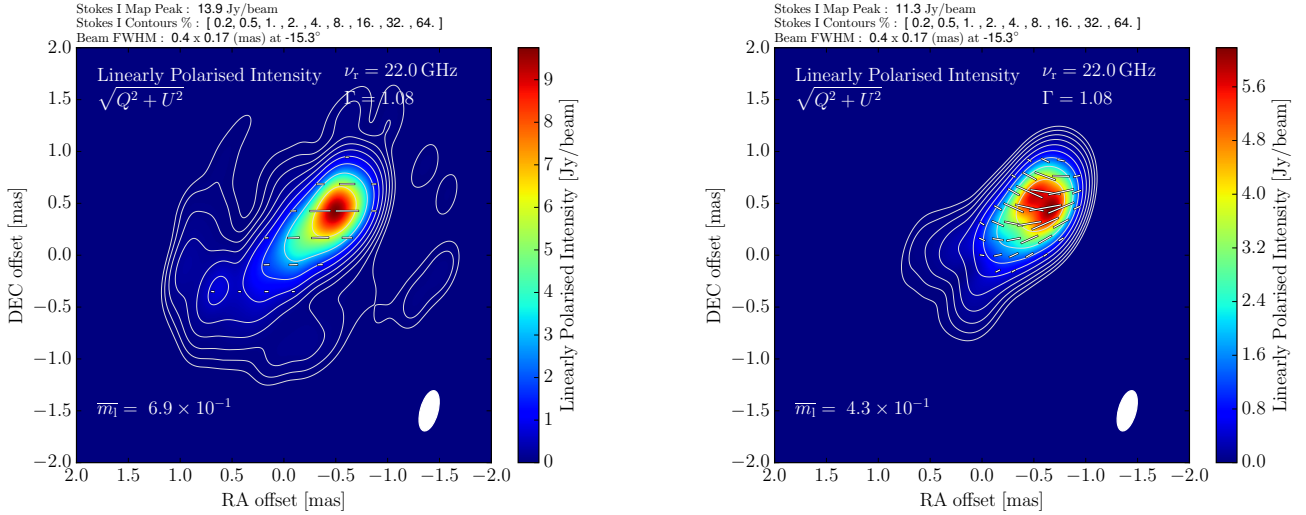 Stokes I Map Peak : 13.9 Jy/beam
Stokes I Contours % : [ 0.2, 0.5, 1. , 2. , 4. , 8. , 16. , 32. , 64. ]
Beam FWHM : 0.4 x 0.17 (mas) at -15.3°
Linearly Polarised Intensity
√Q² + U²
ν_r = 22.0 GHz
Γ = 1.08
m̅_l = 6.9 × 10⁻¹
2.0
1.5
1.0
0.5
0.0
−0.5
−1.0
−1.5
−2.0
DEC offset [mas]
2.0 1.5 1.0 0.5 0.0 −0.5 −1.0 −1.5 −2.0
RA offset [mas]
9
8
7
6
5
4
3
2
1
0
Linearly Polarised Intensity [Jy/beam]
Stokes I Map Peak : 11.3 Jy/beam
Stokes I Contours % : [ 0.2, 0.5, 1. , 2. , 4. , 8. , 16. , 32. , 64. ]
Beam FWHM : 0.4 x 0.17 (mas) at -15.3°
Linearly Polarised Intensity
√Q² + U²
ν_r = 22.0 GHz
Γ = 1.08
m̅_l = 4.3 × 10⁻¹
2.0
1.5
1.0
0.5
0.0
−0.5
−1.0
−1.5
−2.0
DEC offset [mas]
2.0 1.5 1.0 0.5 0.0 −0.5 −1.0 −1.5 −2.0
RA offset [mas]
5.6
4.8
4.0
3.2
2.4
1.6
0.8
0.0
Linearly Polarised Intensity [Jy/beam]